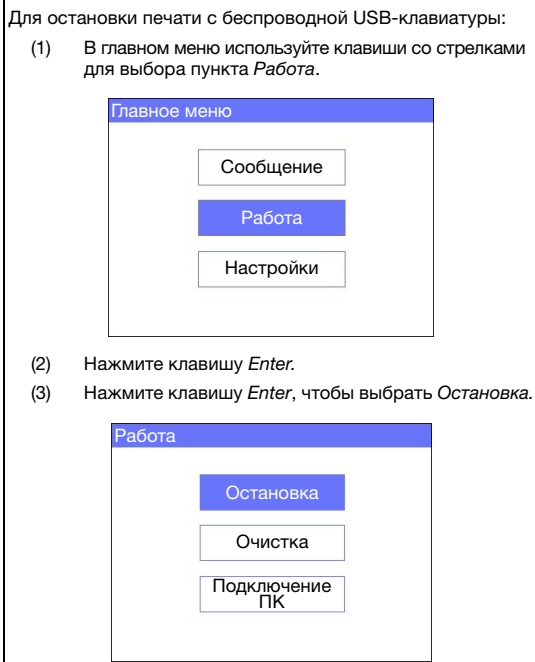 Для остановки печати с беспроводной USB-клавиатуры:
(1) В главном меню используйте клавиши со стрелками
для выбора пункта Работа.
Главное меню
Сообщение
Работа
Настройки
(2) Нажмите клавишу Enter.
(3) Нажмите клавишу Enter, чтобы выбрать Остановка.
Работа
Остановка
Очистка
Подключение
ПК